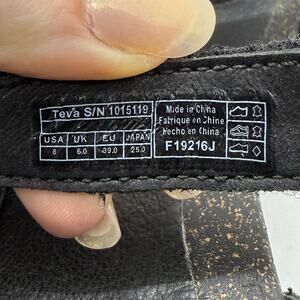 Teva S/N 1015119
USA UK EU JAPAN
8 6.0 39.0 25.0
Made in China
Fabrique en Chine
Hecho en China
F19216J